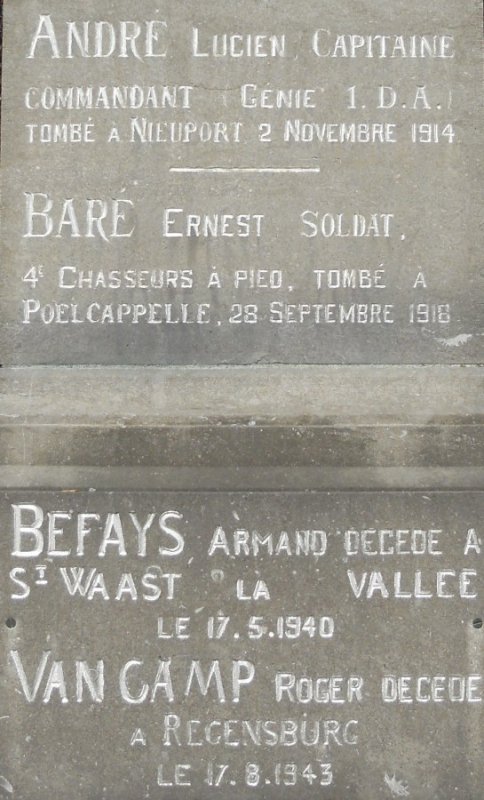 ANDRÉ LUCIEN, CAPITAINE
COMMANDANT (GÉNIE 1. D.A.)
TOMBÉ A NIEUPORT 2 NOVEMBRE 1914
BARÉ ERNEST SOLDAT,
4E CHASSEURS À PIED, TOMBÉ À
POELCAPPELLE, 28 SEPTEMBRE 1918
BEFAYS ARMAND DECEDE A
ST WAAST LA VALLEE
LE 17.5.1940
VAN CAMP ROGER DECEDE
A REGENSBURG
LE 17.8.1943